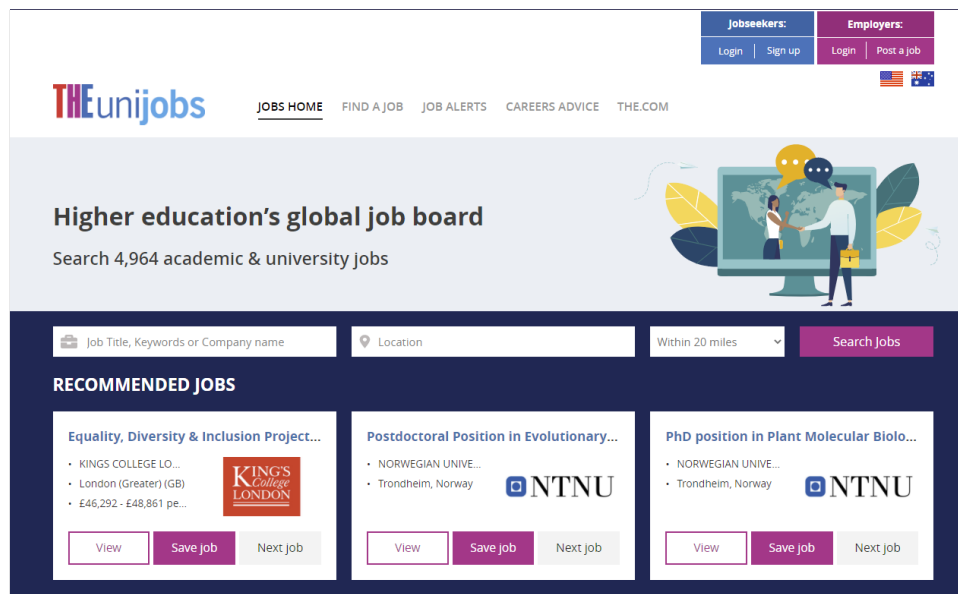 Jobseekers:
Employers:
Login
Sign up
Login
Post a job
THEunijobs
JOBS HOME
FIND A JOB
JOB ALERTS
CAREERS ADVICE
THE.COM
Higher education's global job board
Search 4,964 academic & university jobs
Job Title, Keywords or Company name
Location
Within 20 miles
Search Jobs
RECOMMENDED JOBS
Equality, Diversity & Inclusion Project...
• KINGS COLLEGE LO...
• London (Greater) (GB)
• £46,292 - £48,861 pe...
KING'S
College
LONDON
View
Save job
Next job
Postdoctoral Position in Evolutionary...
• NORWEGIAN UNIVE...
• Trondheim, Norway
NTNU
View
Save job
Next job
PhD position in Plant Molecular Biolo...
• NORWEGIAN UNIVE...
• Trondheim, Norway
NTNU
View
Save job
Next job